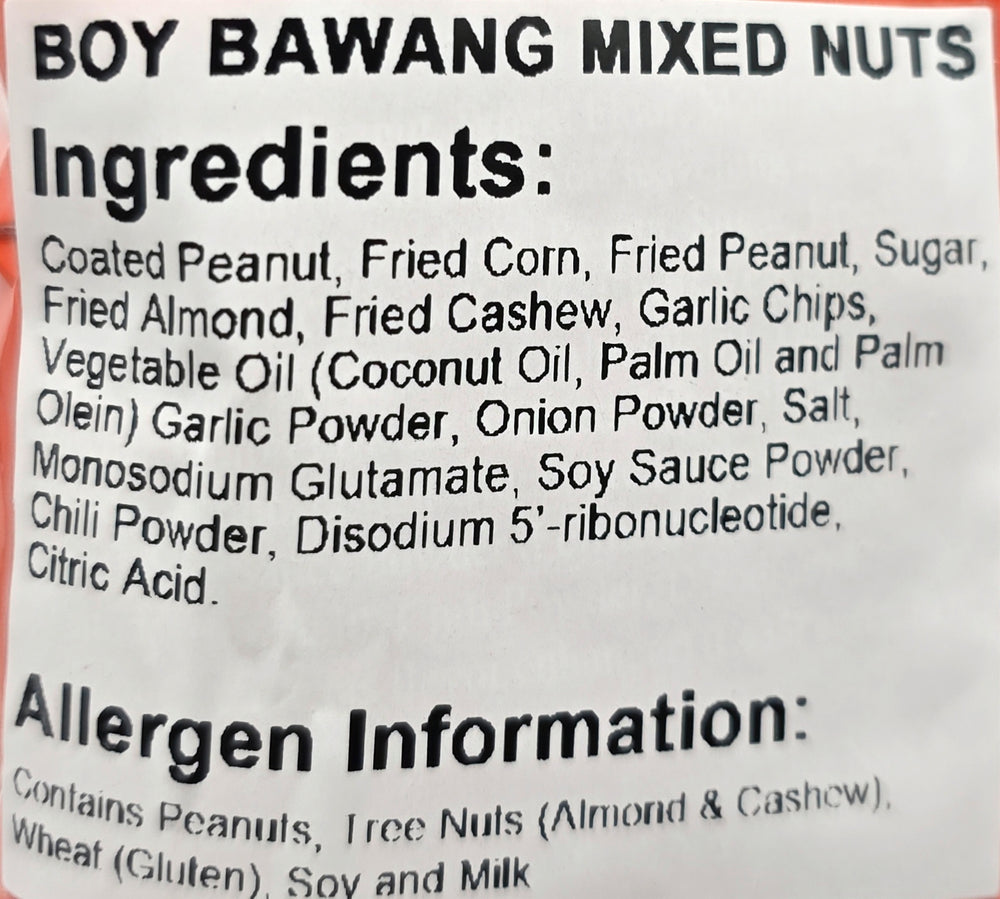 BOY BAWANG MIXED NUTS
Ingredients:
Coated Peanut, Fried Corn, Fried Peanut, Sugar,
Fried Almond, Fried Cashew, Garlic Chips,
Vegetable Oil (Coconut Oil, Palm Oil and Palm
Olein) Garlic Powder, Onion Powder, Salt,
Monosodium Glutamate, Soy Sauce Powder,
Chili Powder, Disodium 5'-ribonucleotide,
Citric Acid.
Allergen Information:
Contains Peanuts, Tree Nuts (Almond & Cashew),
Wheat (Gluten), Soy and Milk